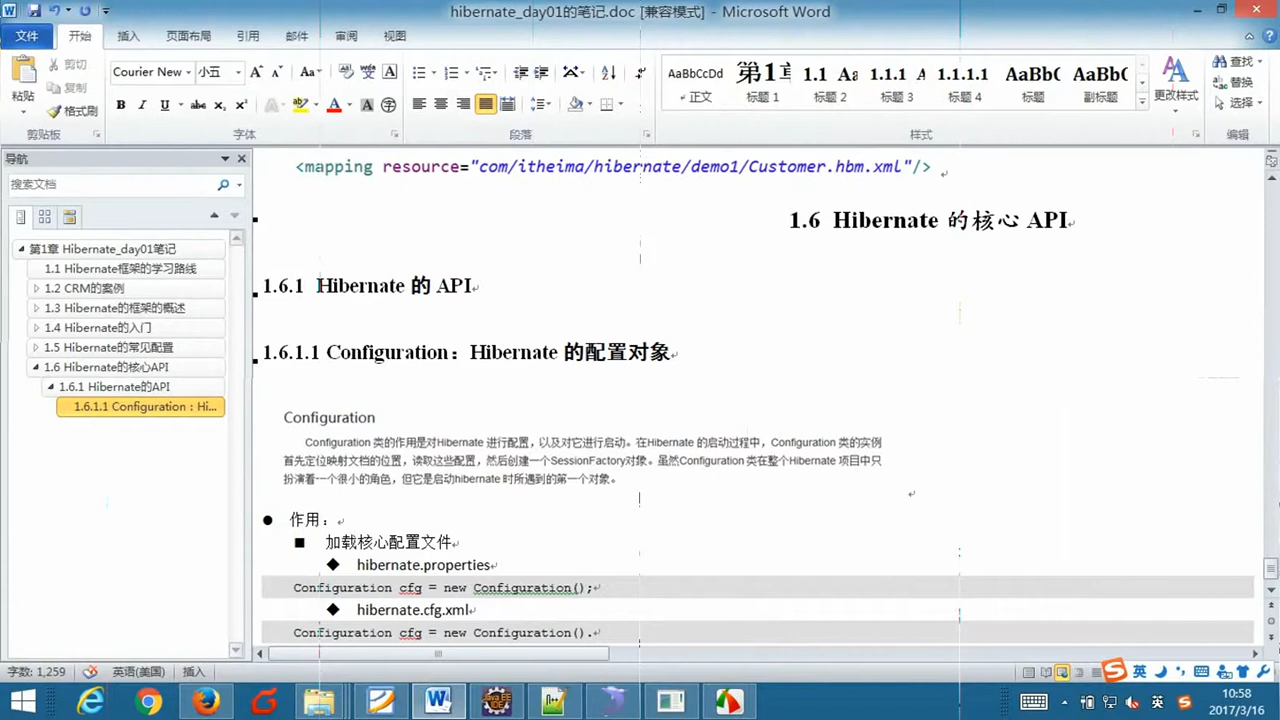 hibernate_day01的笔记.doc [兼容模式] - Microsoft Word
文件 开始 插入 页面布局 引用 邮件 审阅 视图
粘贴 剪切 复制 格式刷 剪贴板
Courier New 小五
字体
段落
AaBbCcDd 第1章 1.1 Aa 1.1.1 A 1.1.1.1 AaBb( AaBb(
正文 标题 1 标题 2 标题 3 标题 4 标题 副标题
样式
更改样式
查找
替换
选择
编辑
导航
搜索文档
第1章 Hibernate_day01笔记
1.1 Hibernate框架的学习路线
1.2 CRM的案例
1.3 Hibernate的框架的概述
1.4 Hibernate的入门
1.5 Hibernate的常见配置
1.6 Hibernate的核心API
1.6.1 Hibernate的API
1.6.1.1 Configuration：Hi...
<mapping resource="com/itheima/hibernate/demo1/Customer.hbm.xml"/>
1.6 Hibernate 的核心 API
1.6.1 Hibernate 的 API
1.6.1.1 Configuration：Hibernate 的配置对象
Configuration
Configuration 类的作用是对Hibernate 进行配置，以及对它进行启动。在Hibernate 的启动过程中，Configuration 类的实例
首先定位映射文档的位置，读取这些配置，然后创建一个SessionFactory对象。虽然Configuration 类在整个Hibernate 项目中只
扮演着一个很小的角色，但它是启动hibernate 时所遇到的第一个对象。
● 作用：
■ 加载核心配置文件
◆ hibernate.properties
Configuration cfg = new Configuration();
◆ hibernate.cfg.xml
Configuration cfg = new Configuration().
字数: 1,259 英语(美国) 插入
英
英
10:58
2017/3/16